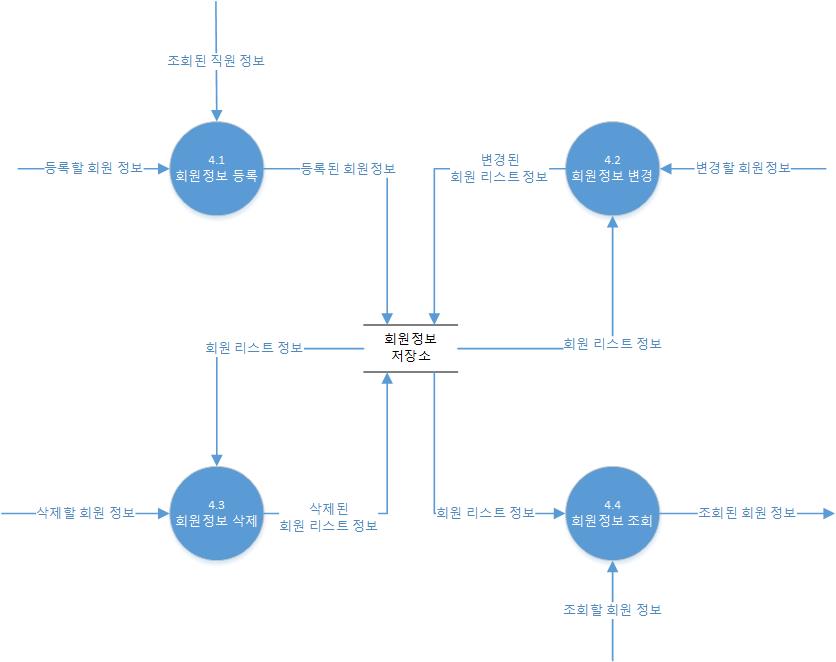 조회된 직원 정보
등록할 회원 정보
4.1
회원정보 등록
등록된 회원정보
변경된
회원 리스트 정보
4.2
회원정보 변경
변경할 회원정보
회원 리스트 정보
회원정보
저장소
회원 리스트 정보
삭제할 회원 정보
4.3
회원정보 삭제
삭제된
회원 리스트 정보
회원 리스트 정보
4.4
회원정보 조회
조회된 회원 정보
조회할 회원 정보